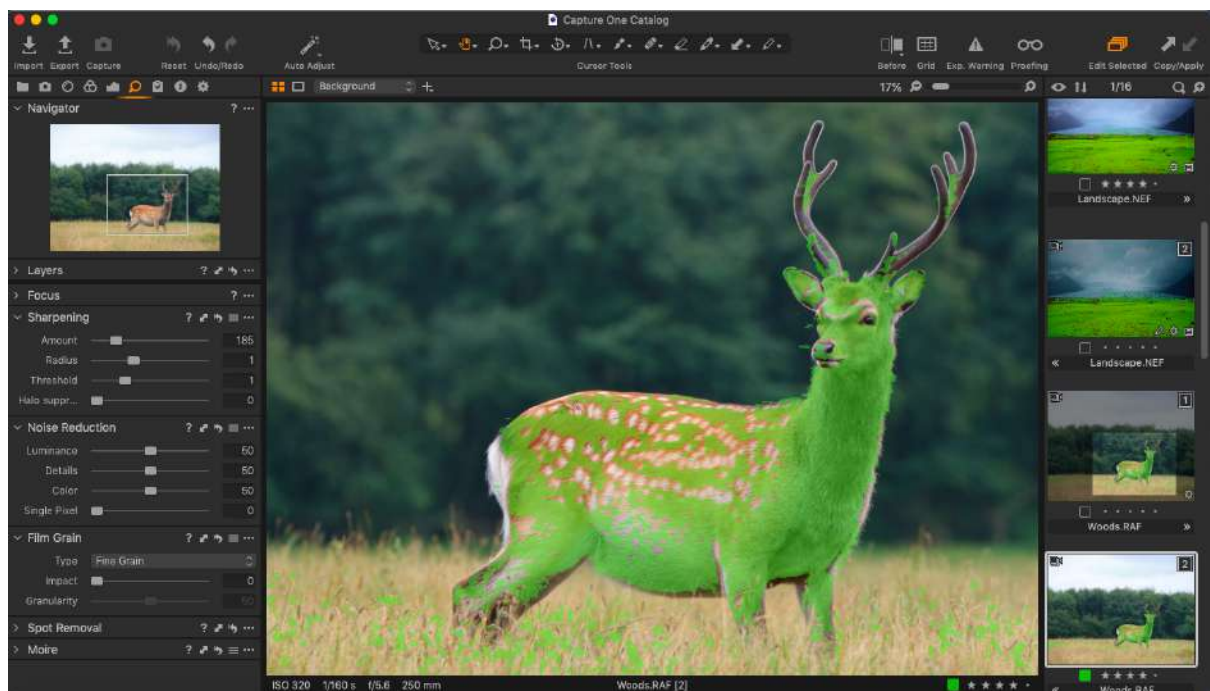 Capture One Catalog
Import Export Capture Reset Undo/Redo Auto Adjust Cursor Tools Before Grid Exp. Warning Proofing Edit Selected Copy/Apply
Background 17% 1/16
Navigator ? ...
Layers ? ...
Focus ? ...
Sharpening ? ...
Amount 185
Radius 1
Threshold 1
Halo suppr... 0
Noise Reduction ? ...
Luminance 50
Details 50
Color 50
Single Pixel 0
Film Grain ? ...
Type Fine Grain
Impact 0
Granularity 50
Spot Removal ? ...
Moire ? ...
ISO 320 1/160 s f/5.6 250 mm Woods.RAF [2]
Landscape.NEF »
2
« Landscape.NEF
1
Woods.RAF »
2
« Woods.RAF